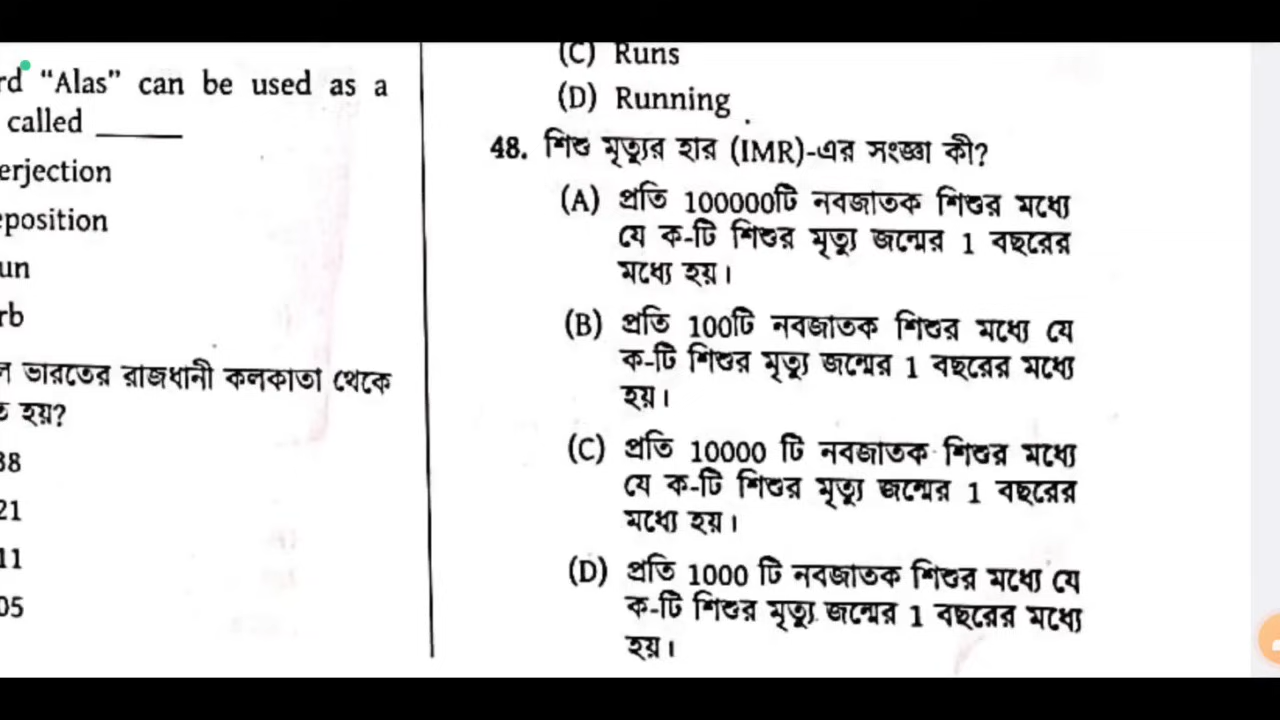 "Alas" can be used as a
called ______
erjection
eposition
un
rb
ভারতের রাজধানী কলকাতা থেকে
হয়?
38
21
11
05
(C) Runs
(D) Running
48. শিশু মৃত্যুর হার (IMR)-এর সংজ্ঞা কী?
(A) প্রতি 100000টি নবজাতক শিশুর মধ্যে
যে ক-টি শিশুর মৃত্যু জন্মের 1 বছরের
মধ্যে হয়।
(B) প্রতি 100টি নবজাতক শিশুর মধ্যে যে
ক-টি শিশুর মৃত্যু জন্মের 1 বছরের মধ্যে
হয়।
(C) প্রতি 10000 টি নবজাতক শিশুর মধ্যে
যে ক-টি শিশুর মৃত্যু জন্মের 1 বছরের
মধ্যে হয়।
(D) প্রতি 1000 টি নবজাতক শিশুর মধ্যে যে
ক-টি শিশুর মৃত্যু জন্মের 1 বছরের মধ্যে
হয়।